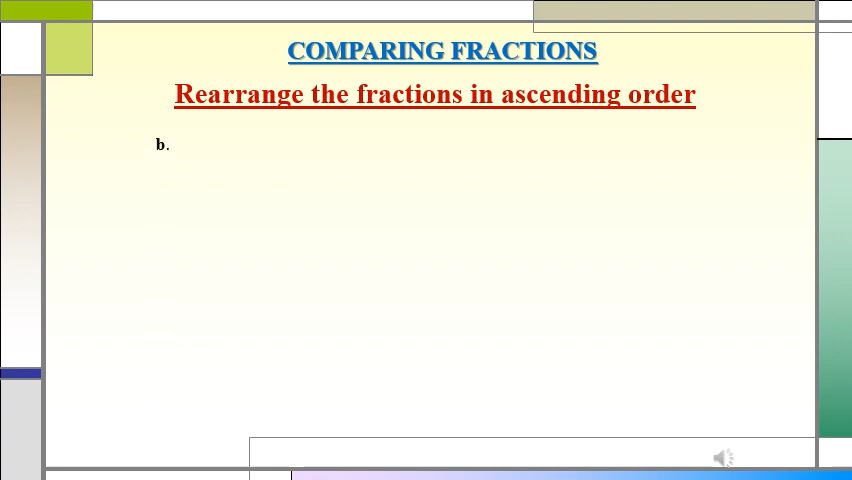 COMPARING FRACTIONS
Rearrange the fractions in ascending order
b.